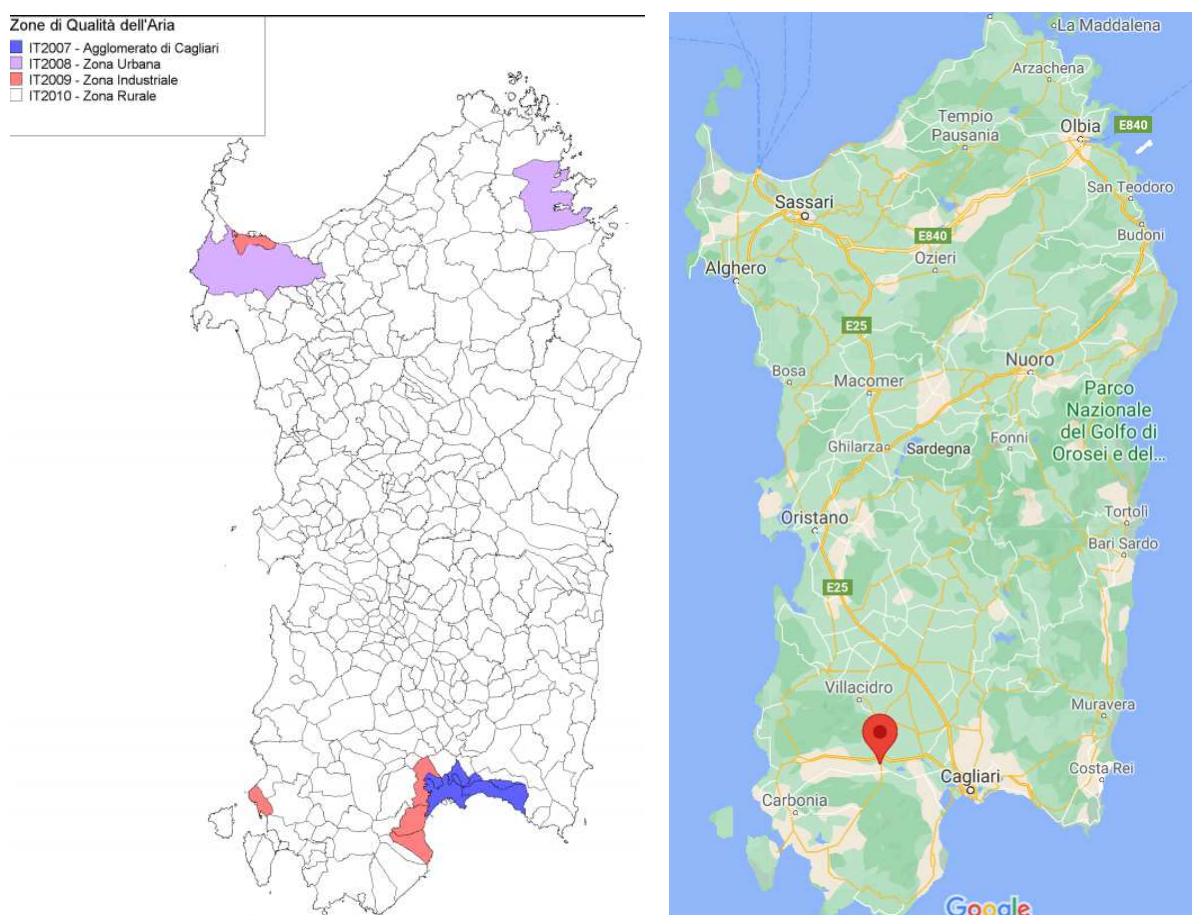 Zone di Qualità dell'Aria
IT2007 - Agglomerato di Cagliari
IT2008 - Zona Urbana
IT2009 - Zona Industriale
IT2010 - Zona Rurale
La Maddalena
Arzachena
Tempio
Pausania
Olbia
E840
San Teodoro
Sassari
Budoni
E840
Ozieri
Alghero
E25
Nuoro
Bosa
Macomer
Parco
Nazionale
del Golfo di
Orosei e del...
Ghilarza
Sardegna
Fonni
Oristano
Tortolì
Bari Sardo
E25
Villacidro
Muravera
Cagliari
Costa Rei
Carbonia
Google